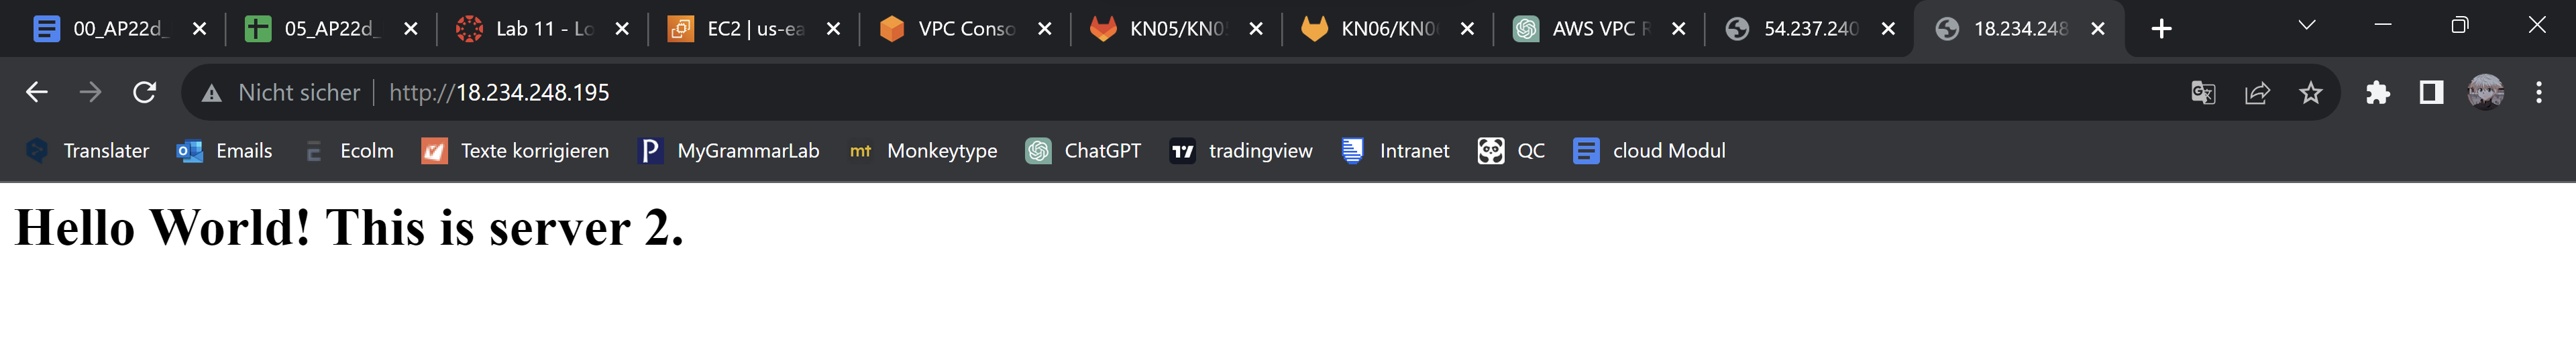 00_AP22d_ 05_AP22d_ Lab 11 - Lo EC2 | us-ea VPC Conso KN05/KN0 KN06/KN0 AWS VPC R 54.237.240 18.234.248
Nicht sicher http://18.234.248.195
Translater Emails Ecolm Texte korrigieren MyGrammarLab mt Monkeytype ChatGPT tradingview Intranet QC cloud Modul
Hello World! This is server 2.